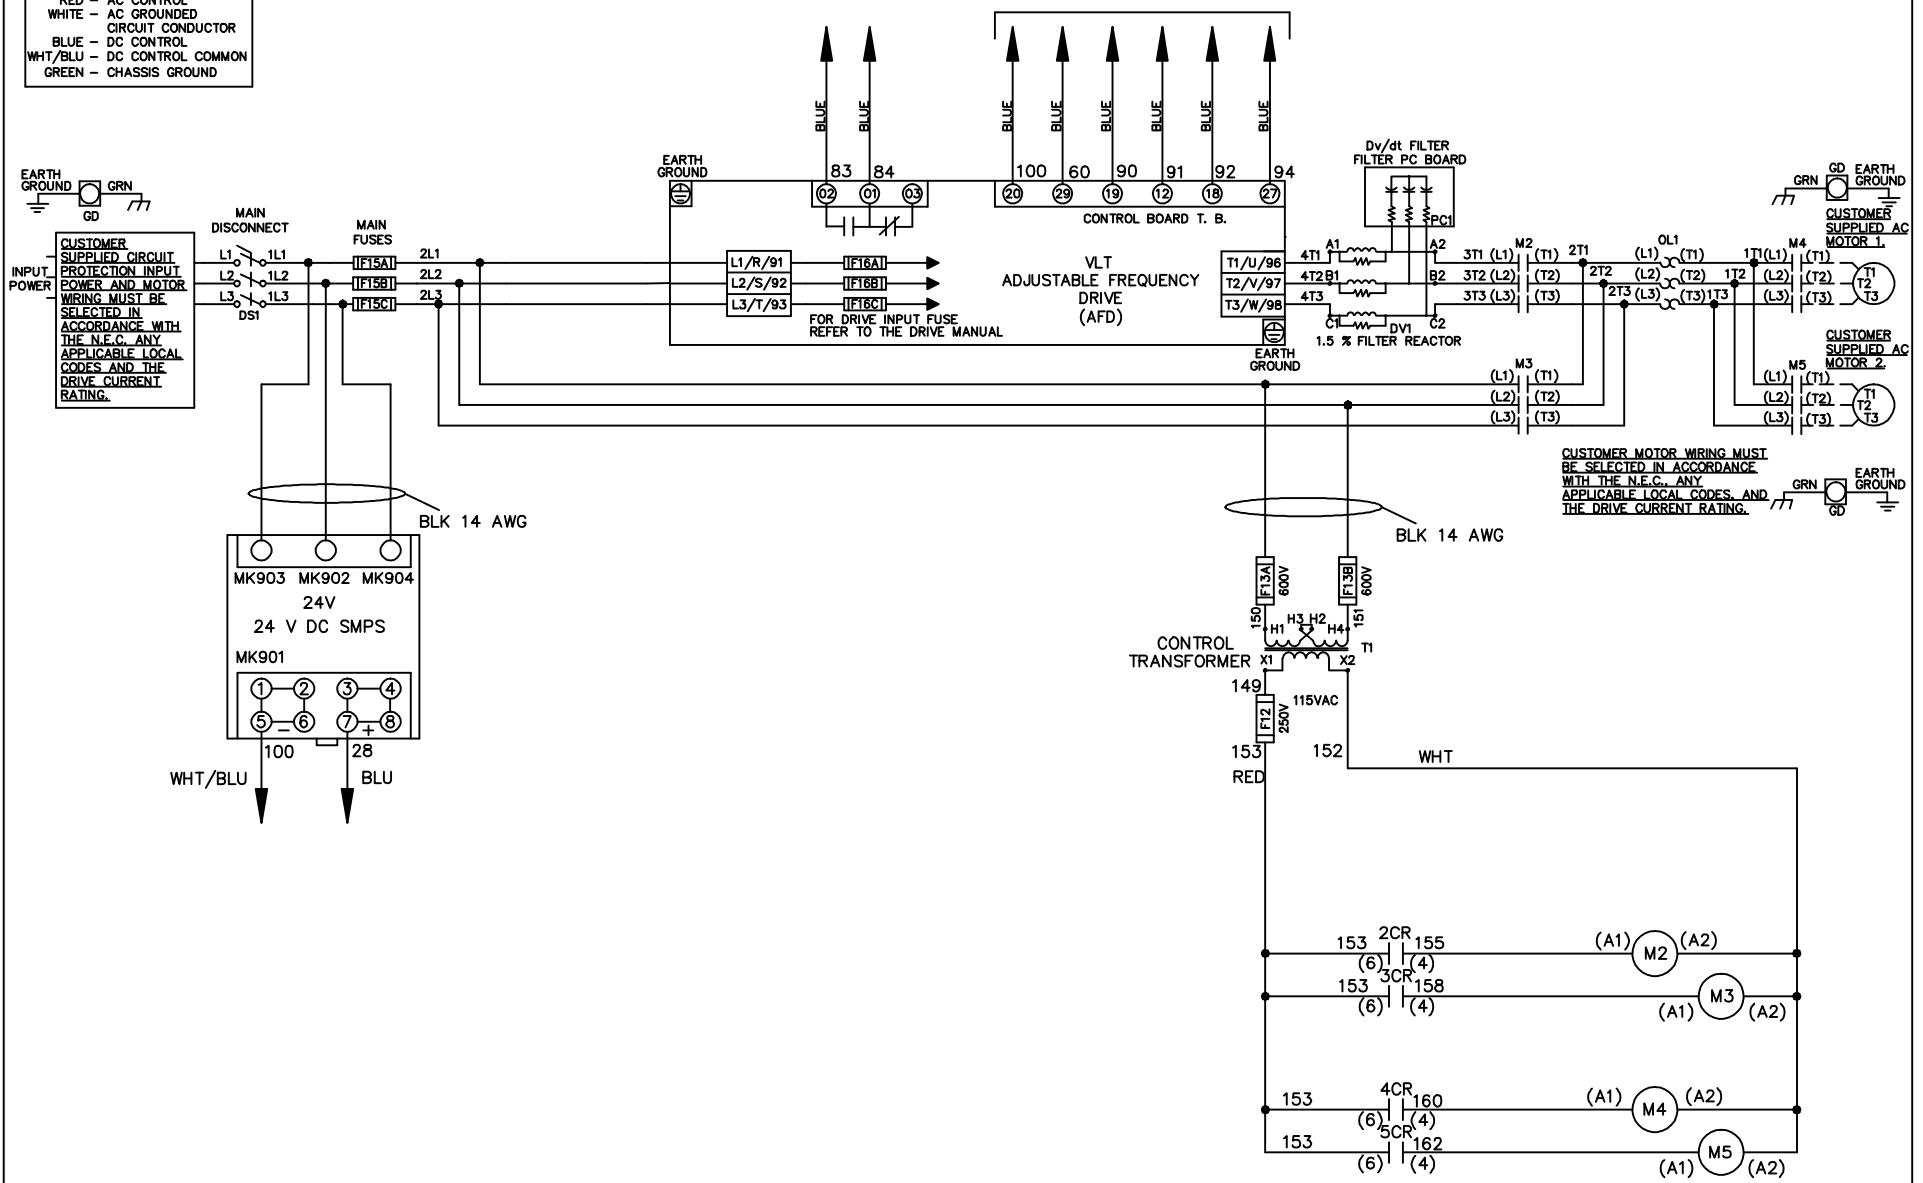 RED – AC CONTROL
WHITE – AC GROUNDED
CIRCUIT CONDUCTOR
BLUE – DC CONTROL
WHT/BLU – DC CONTROL COMMON
GREEN – CHASSIS GROUND
BLUE
BLUE
BLUE
BLUE
BLUE
BLUE
BLUE
BLUE
EARTH
GROUND
GRN
GD
MAIN
DISCONNECT
MAIN
FUSES
INPUT
POWER
CUSTOMER
SUPPLIED CIRCUIT
PROTECTION INPUT
POWER AND MOTOR
WIRING MUST BE
SELECTED IN
ACCORDANCE WITH
THE N.E.C. ANY
APPLICABLE LOCAL
CODES AND THE
DRIVE CURRENT
RATING.
L1 1L1 F15A 2L1
L2 1L2 F15B 2L2
L3 1L3 F15C 2L3
DS1
EARTH
GROUND
83 84
02 01 03
100 60 90 91 92 94
20 29 19 12 18 27
CONTROL BOARD T. B.
L1/R/91 F16A
L2/S/92 F16B
L3/T/93 F16C
FOR DRIVE INPUT FUSE
REFER TO THE DRIVE MANUAL
VLT
ADJUSTABLE FREQUENCY
DRIVE
(AFD)
T1/U/96 4T1
T2/V/97 4T2
T3/W/98 4T3
EARTH
GROUND
Dv/dt FILTER
FILTER PC BOARD
PC1
A1 A2
B1 B2
C1 C2
DV1
1.5 % FILTER REACTOR
M2
3T1 (L1) (T1) 2T1
3T2 (L2) (T2) 2T2
3T3 (L3) (T3) 2T3
OL1
(L1) (T1) 1T1
(L2) (T2) 1T2
(L3) (T3) 1T3
M4
(L1) (T1)
(L2) (T2)
(L3) (T3)
T1
T2
T3
GRN
GD
EARTH
GROUND
CUSTOMER
SUPPLIED AC
MOTOR 1.
CUSTOMER
SUPPLIED AC
MOTOR 2.
M3
(L1) (T1)
(L2) (T2)
(L3) (T3)
M5
(L1) (T1)
(L2) (T2)
(L3) (T3)
T1
T2
T3
CUSTOMER MOTOR WIRING MUST
BE SELECTED IN ACCORDANCE
WITH THE N.E.C., ANY
APPLICABLE LOCAL CODES, AND
THE DRIVE CURRENT RATING.
GRN
GD
EARTH
GROUND
BLK 14 AWG
MK903 MK902 MK904
24V
24 V DC SMPS
MK901
1 2 3 4
5 – 6 7 + 8
100 28
WHT/BLU BLU
BLK 14 AWG
F13A 600V
F13B 600V
150 151
H1 H3 H2 H4
T1
CONTROL
TRANSFORMER
X1 X2
149
115VAC
F12 250V
153 152 WHT
RED
153 2CR 155 (A1) M2 (A2)
(6) (4)
153 3CR 158 M3
(6) (4) (A1) (A2)
153 4CR 160 (A1) M4 (A2)
(6) (4)
153 5CR 162 M5
(6) (4) (A1) (A2)